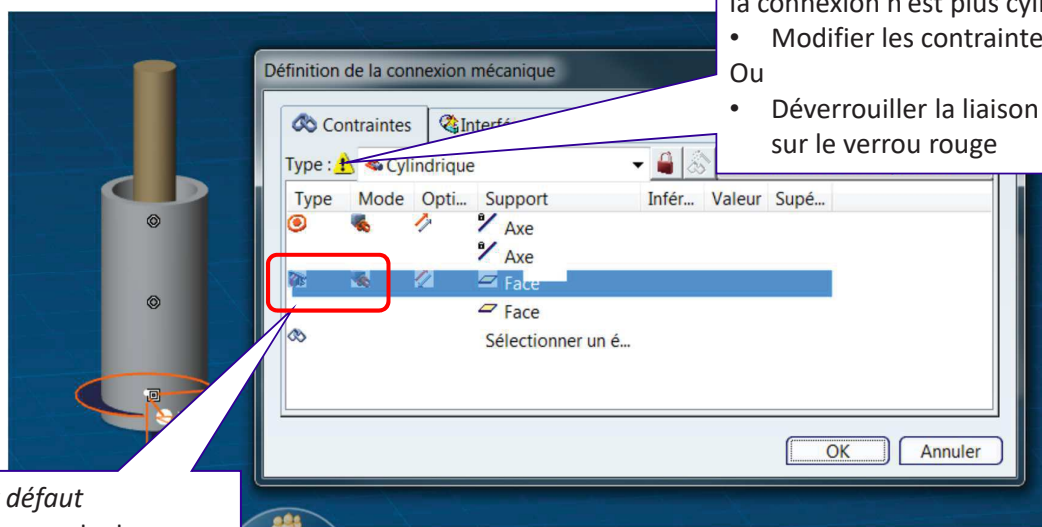 la connexion n'est plus cyli
• Modifier les contrainte
Ou
• Déverrouiller la liaison
sur le verrou rouge
Définition de la connexion mécanique
Contraintes
Type : Cylindrique
Type Mode Opti... Support Infér... Valeur Supé...
Axe
Axe
Face
Face
Sélectionner un é...
OK Annuler
défaut